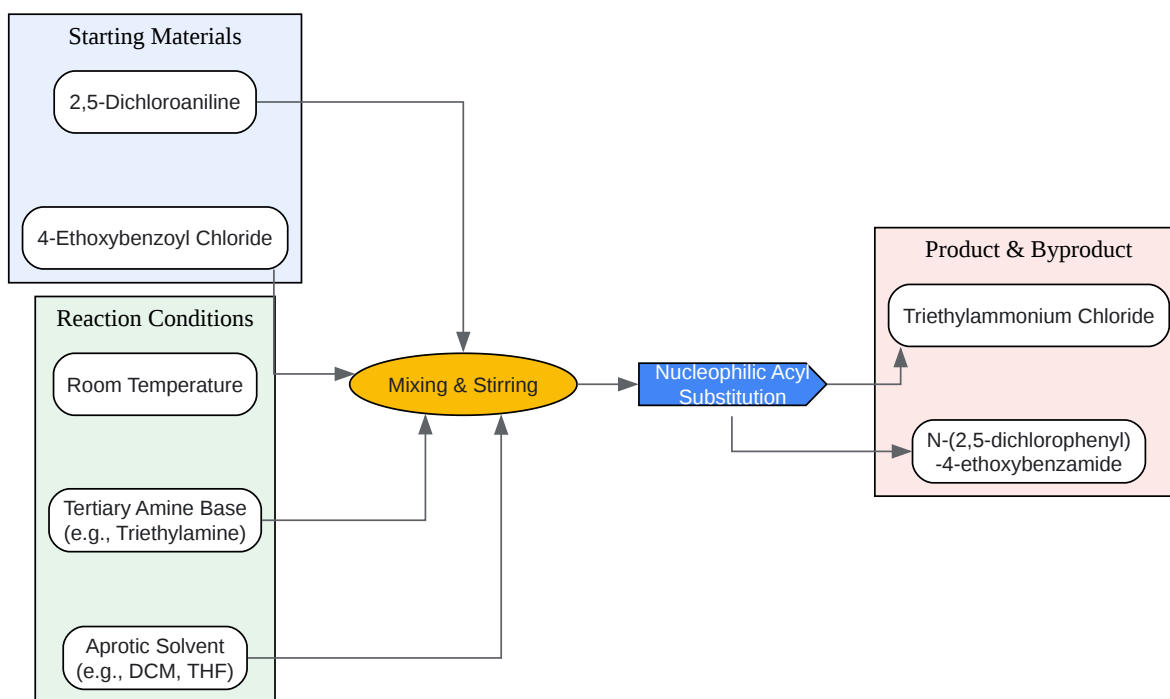 Starting Materials
2,5-Dichloroaniline
4-Ethoxybenzoyl Chloride
Reaction Conditions
Room Temperature
Tertiary Amine Base
(e.g., Triethylamine)
Aprotic Solvent
(e.g., DCM, THF)
Mixing & Stirring
Nucleophilic Acyl
Substitution
Product & Byproduct
Triethylammonium Chloride
N-(2,5-dichlorophenyl)
-4-ethoxybenzamide